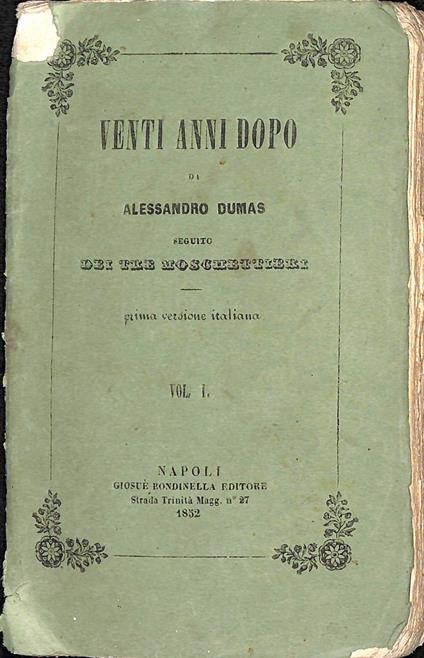 VENTI ANNI DOPO
DI
ALESSANDRO DUMAS
SEGUITO
DEI TRE MOSCHETTIERI
prima versione italiana
VOL. I.
NAPOLI
GIOSUÈ RONDINELLA EDITORE
Strada Trinità Magg. n° 27
1852